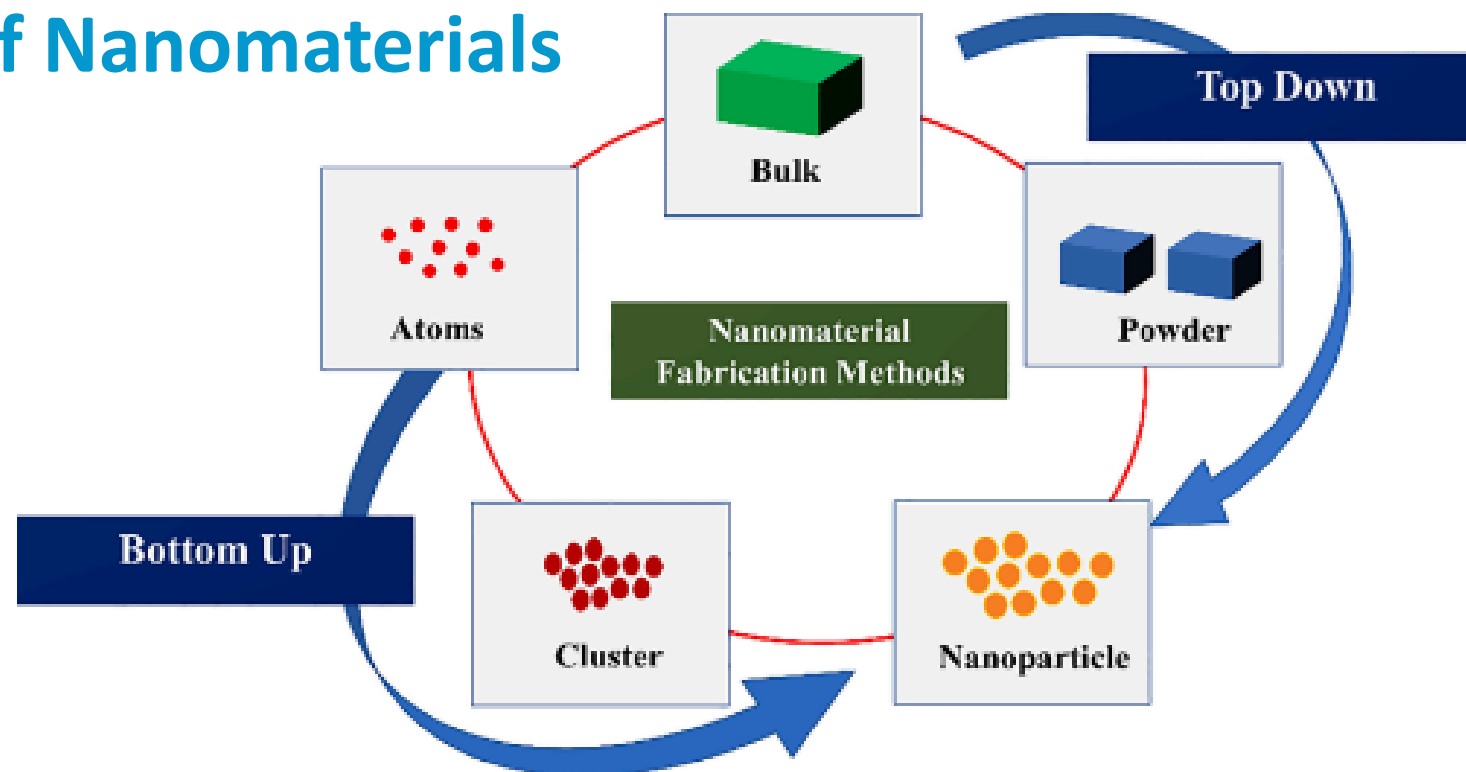 f Nanomaterials
Bulk
Top Down
Atoms
Powder
Nanomaterial
Fabrication Methods
Bottom Up
Cluster
Nanoparticle